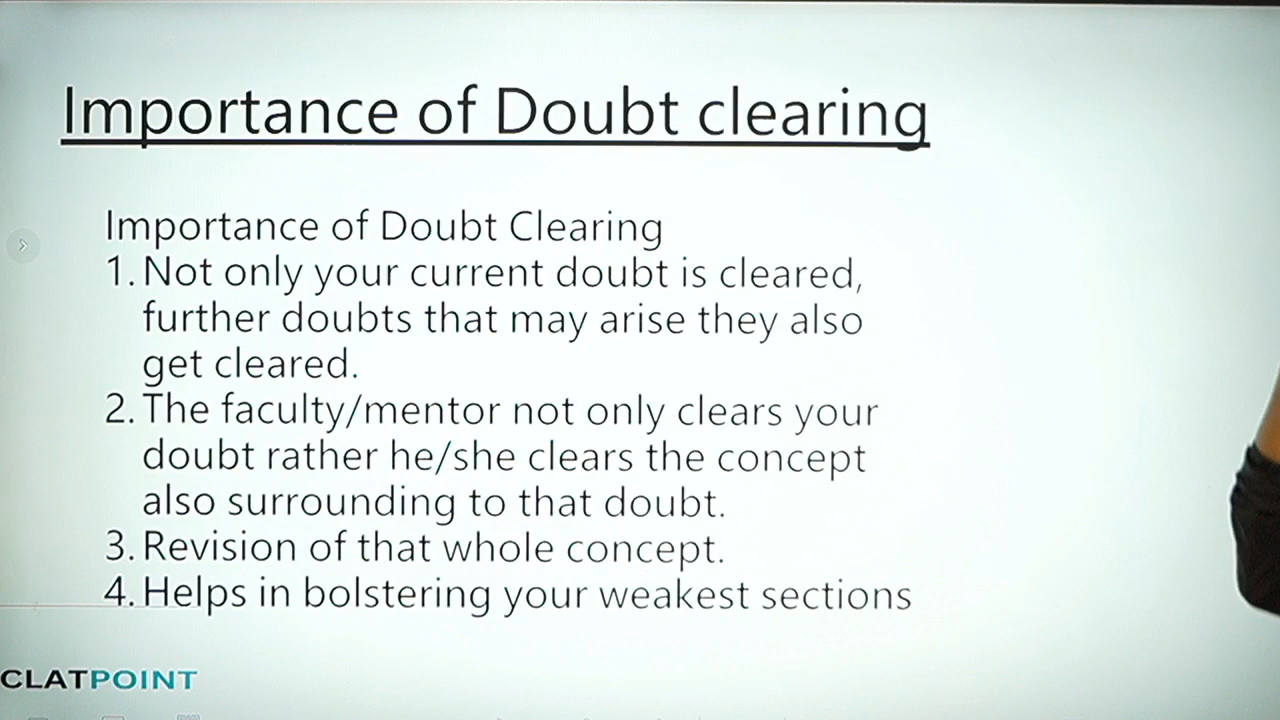 Importance of Doubt clearing
Importance of Doubt Clearing
1. Not only your current doubt is cleared,
further doubts that may arise they also
get cleared.
2. The faculty/mentor not only clears your
doubt rather he/she clears the concept
also surrounding to that doubt.
3. Revision of that whole concept.
4. Helps in bolstering your weakest sections
CLATPOINT